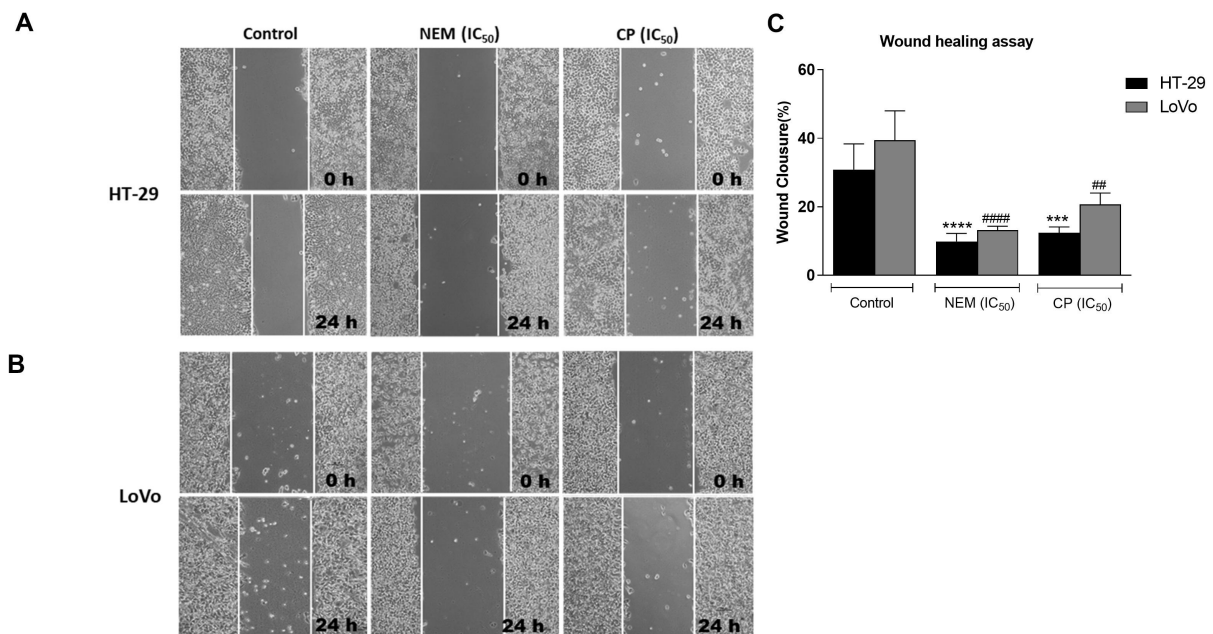 A
Control NEM (IC50) CP (IC50)
HT-29
0 h 0 h 0 h
24 h 24 h 24 h
B
LoVo
0 h 0 h 0 h
24 h 24 h 24 h
C
Wound healing assay
HT-29
LoVo
Wound Clousure(%)
60
40
20
0
**** #### *** ##
Control NEM (IC50) CP (IC50)